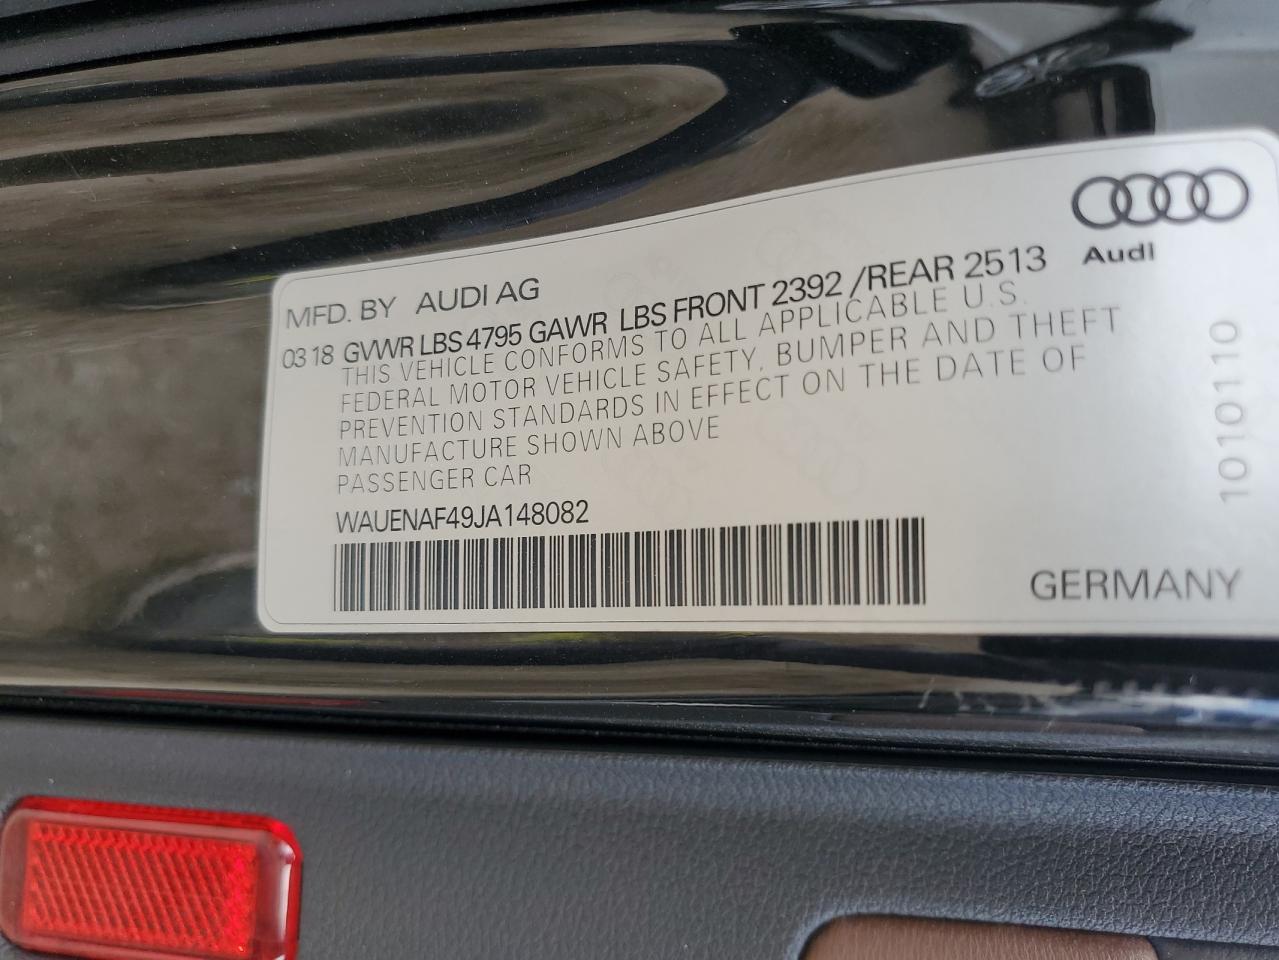 Audi
MFD. BY AUDI AG
03 18 GVWR LBS 4795 GAWR LBS FRONT 2392 /REAR 2513
THIS VEHICLE CONFORMS TO ALL APPLICABLE U.S.
FEDERAL MOTOR VEHICLE SAFETY, BUMPER AND THEFT
PREVENTION STANDARDS IN EFFECT ON THE DATE OF
MANUFACTURE SHOWN ABOVE
PASSENGER CAR
WAUENAF49JA148082
GERMANY
1010110